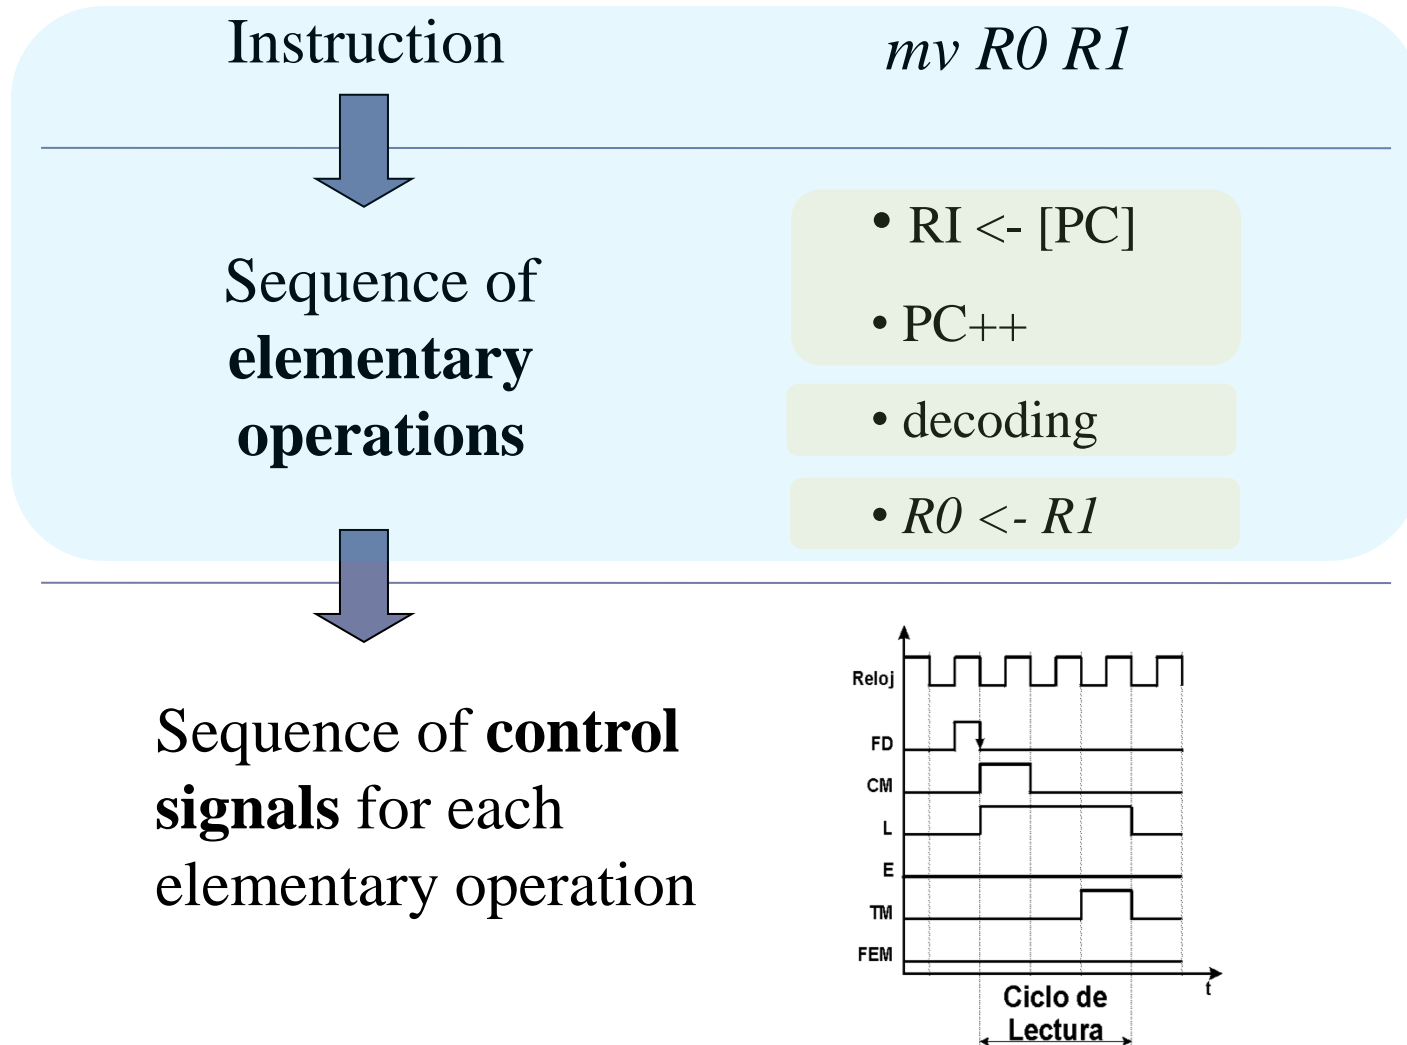 Instruction
mv R0 R1
Sequence of
elementary
operations
• RI <- [PC]
• PC++
• decoding
• R0 <- R1
Sequence of control
signals for each
elementary operation
Reloj
FD
CM
L
E
TM
FEM
t
Ciclo de
Lectura